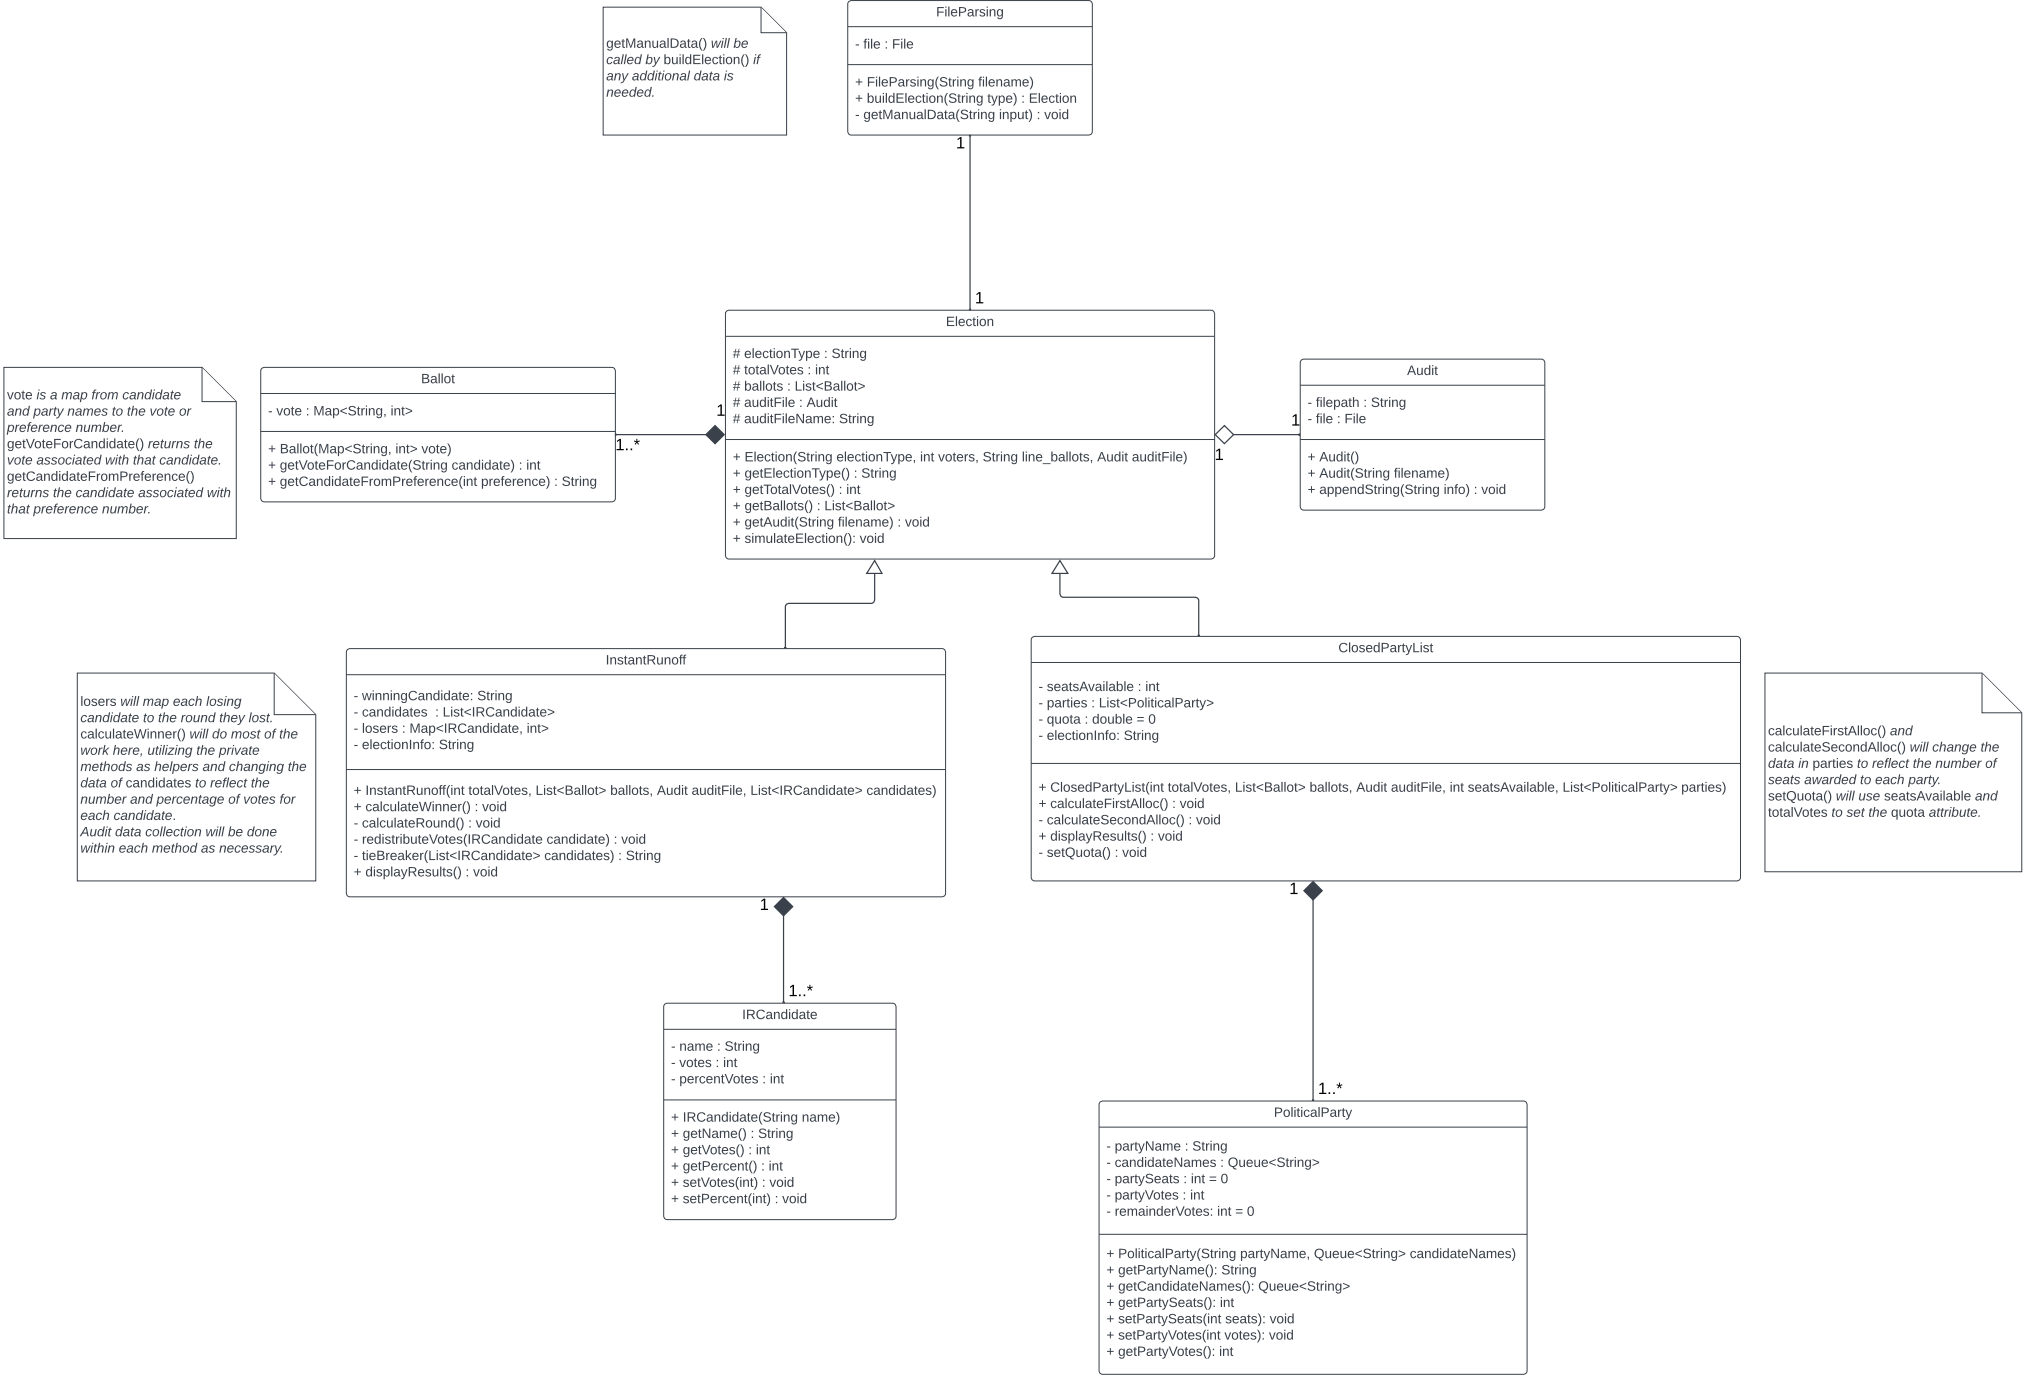 getManualData() will be
called by buildElection() if
any additional data is
needed.
FileParsing
- file : File
+ FileParsing(String filename)
+ buildElection(String type) : Election
- getManualData(String input) : void
1
1
vote is a map from candidate
and party names to the vote or
preference number.
getVoteForCandidate() returns the
vote associated with that candidate.
getCandidateFromPreference()
returns the candidate associated with
that preference number.
Ballot
- vote : Map<String, int>
+ Ballot(Map<String, int> vote)
+ getVoteForCandidate(String candidate) : int
+ getCandidateFromPreference(int preference) : String
1
1..*
Election
# electionType : String
# totalVotes : int
# ballots : List<Ballot>
# auditFile : Audit
# auditFileName: String
+ Election(String electionType, int voters, String line_ballots, Audit auditFile)
+ getElectionType() : String
+ getTotalVotes() : int
+ getBallots() : List<Ballot>
+ getAudit(String filename) : void
+ simulateElection(): void
1
1
Audit
- filepath : String
- file : File
+ Audit()
+ Audit(String filename)
+ appendString(String info) : void
losers will map each losing
candidate to the round they lost.
calculateWinner() will do most of the
work here, utilizing the private
methods as helpers and changing the
data of candidates to reflect the
number and percentage of votes for
each candidate.
Audit data collection will be done
within each method as necessary.
InstantRunoff
- winningCandidate: String
- candidates  : List<IRCandidate>
- losers : Map<IRCandidate, int>
- electionInfo: String
+ InstantRunoff(int totalVotes, List<Ballot> ballots, Audit auditFile, List<IRCandidate> candidates)
+ calculateWinner() : void
- calculateRound() : void
- redistributeVotes(IRCandidate candidate) : void
- tieBreaker(List<IRCandidate> candidates) : String
+ displayResults() : void
ClosedPartyList
- seatsAvailable : int
- parties : List<PoliticalParty>
- quota : double = 0
- electionInfo: String
+ ClosedPartyList(int totalVotes, List<Ballot> ballots, Audit auditFile, int seatsAvailable, List<PoliticalParty> parties)
+ calculateFirstAlloc() : void
- calculateSecondAlloc() : void
+ displayResults() : void
- setQuota() : void
calculateFirstAlloc() and
calculateSecondAlloc() will change the
data in parties to reflect the number of
seats awarded to each party.
setQuota() will use seatsAvailable and
totalVotes to set the quota attribute.
1
1..*
IRCandidate
- name : String
- votes : int
- percentVotes : int
+ IRCandidate(String name)
+ getName() : String
+ getVotes() : int
+ getPercent() : int
+ setVotes(int) : void
+ setPercent(int) : void
1
1..*
PoliticalParty
- partyName : String
- candidateNames : Queue<String>
- partySeats : int = 0
- partyVotes : int
- remainderVotes: int = 0
+ PoliticalParty(String partyName, Queue<String> candidateNames)
+ getPartyName(): String
+ getCandidateNames(): Queue<String>
+ getPartySeats(): int
+ setPartySeats(int seats): void
+ setPartyVotes(int votes): void
+ getPartyVotes(): int